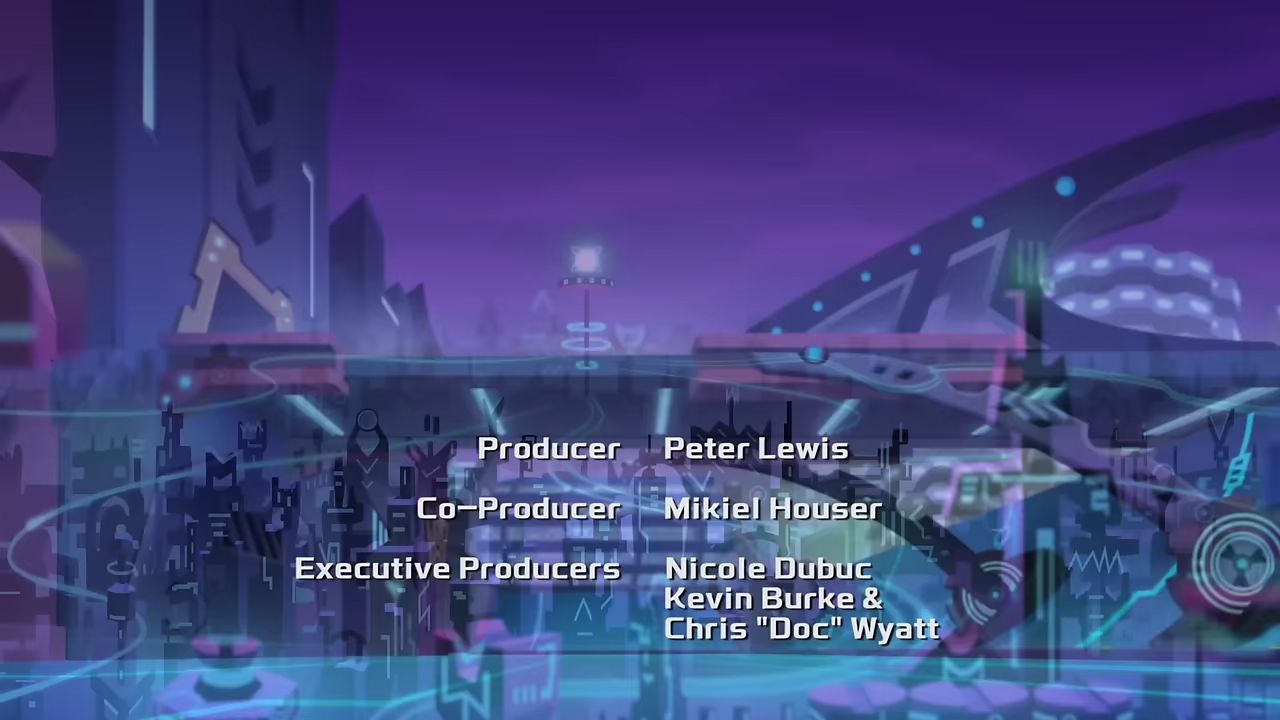 Producer Peter Lewis
Co-Producer Mikiel Houser
Executive Producers Nicole Dubuc
Kevin Burke &
Chris "Doc" Wyatt